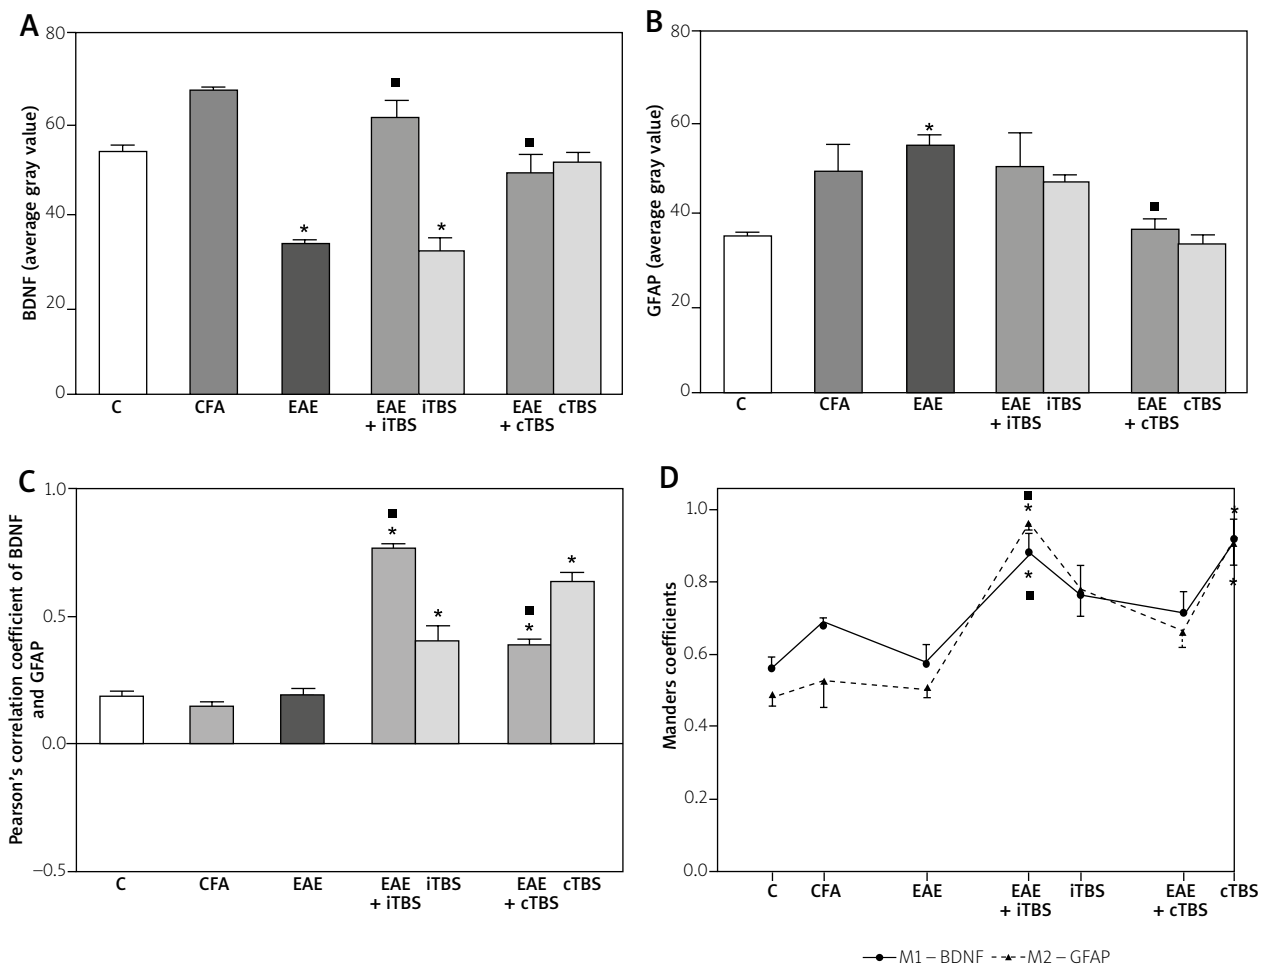 A
BDNF (average gray value)
80
60
40
20
0
*
*
C CFA EAE EAE iTBS EAE cTBS
+ iTBS + cTBS
B
GFAP (average gray value)
80
60
40
20
0
*
C CFA EAE EAE iTBS EAE cTBS
+ iTBS + cTBS
C
Pearson's correlation coefficient of BDNF
and GFAP
1.0
0.5
0.0
–0.5
*
*
*
*
C CFA EAE EAE iTBS EAE cTBS
+ iTBS + cTBS
D
Manders coefficients
1.0
0.8
0.6
0.4
0.2
0.0
*
*
*
*
C CFA EAE EAE iTBS EAE cTBS
+ iTBS + cTBS
M1 – BDNF M2 – GFAP